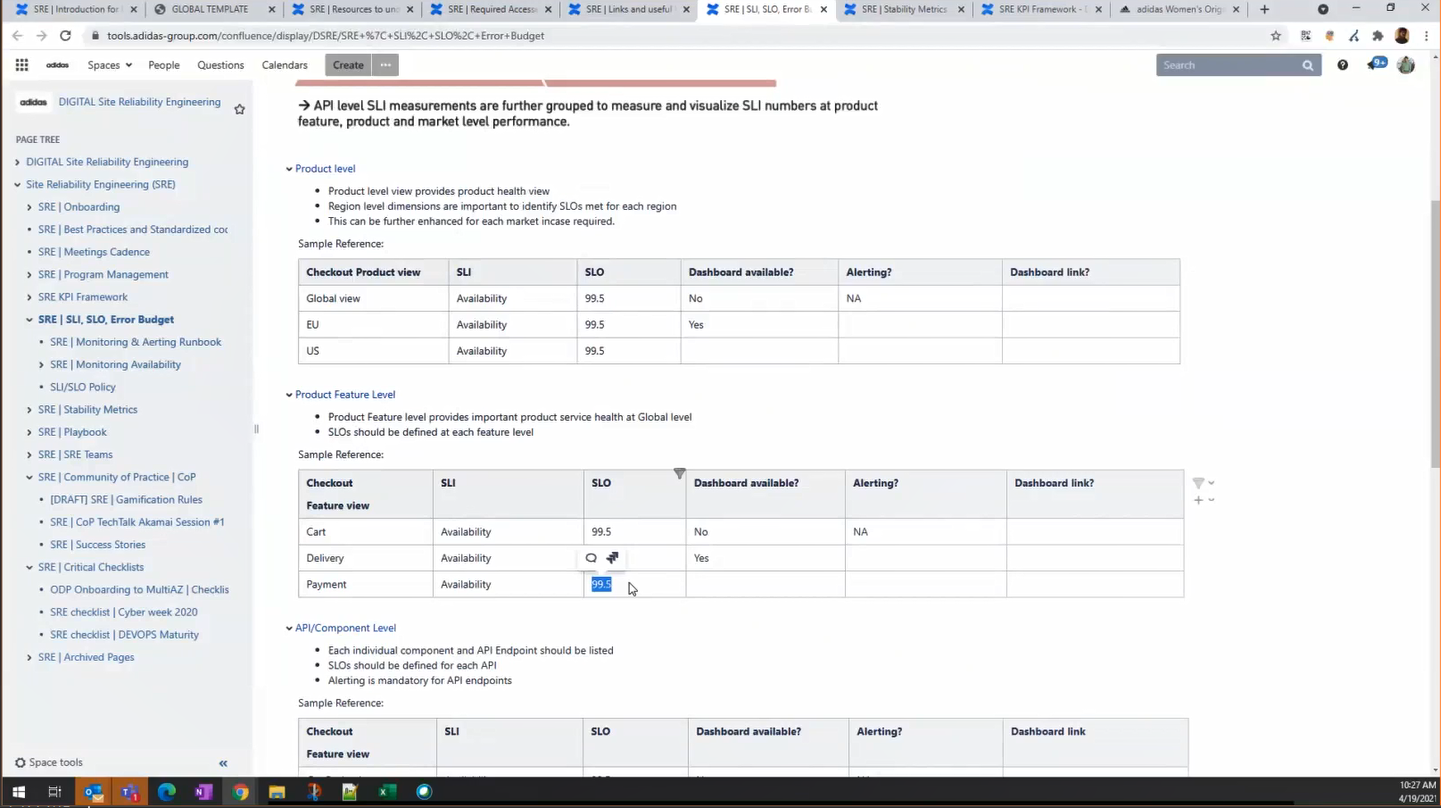 SRE | Introduction for
GLOBAL TEMPLATE
SRE | Resources to un
SRE | Required Access
SRE | Links and useful
SRE | SLI, SLO, Error B
SRE | Stability Metrics
SRE KPI Framework - D
adidas Women's Orig
tools.adidas-group.com/confluence/display/DSRE/SRE+%7C+SLI%2C+SLO%2C+Error+Budget
adidas Spaces People Questions Calendars Create ... Search 9+
adidas DIGITAL Site Reliability Engineering
PAGE TREE
DIGITAL Site Reliability Engineering
Site Reliability Engineering (SRE)
SRE | Onboarding
SRE | Best Practices and Standardized coc
SRE | Meetings Cadence
SRE | Program Management
SRE KPI Framework
SRE | SLI, SLO, Error Budget
SRE | Monitoring & Aerting Runbook
SRE | Monitoring Availability
SLI/SLO Policy
SRE | Stability Metrics
SRE | Playbook
SRE | SRE Teams
SRE | Community of Practice | CoP
[DRAFT] SRE | Gamification Rules
SRE | CoP TechTalk Akamai Session #1
SRE | Success Stories
SRE | Critical Checklists
ODP Onboarding to MultiAZ | Checklis
SRE checklist | Cyber week 2020
SRE checklist | DEVOPS Maturity
SRE | Archived Pages
Space tools
→ API level SLI measurements are further grouped to measure and visualize SLI numbers at product
feature, product and market level performance.
Product level
• Product level view provides product health view
• Region level dimensions are important to identify SLOs met for each region
• This can be further enhanced for each market incase required.
Sample Reference:
Checkout Product view SLI SLO Dashboard available? Alerting? Dashboard link?
Global view Availability 99.5 No NA
EU Availability 99.5 Yes
US Availability 99.5
Product Feature Level
• Product Feature level provides important product service health at Global level
• SLOs should be defined at each feature level
Sample Reference:
Checkout SLI SLO Dashboard available? Alerting? Dashboard link?
Feature view
Cart Availability 99.5 No NA
Delivery Availability Yes
Payment Availability 99.5
API/Component Level
• Each individual component and API Endpoint should be listed
• SLOs should be defined for each API
• Alerting is mandatory for API endpoints
Sample Reference:
Checkout SLI SLO Dashboard available? Alerting? Dashboard link
Feature view
10:27 AM
4/19/2021